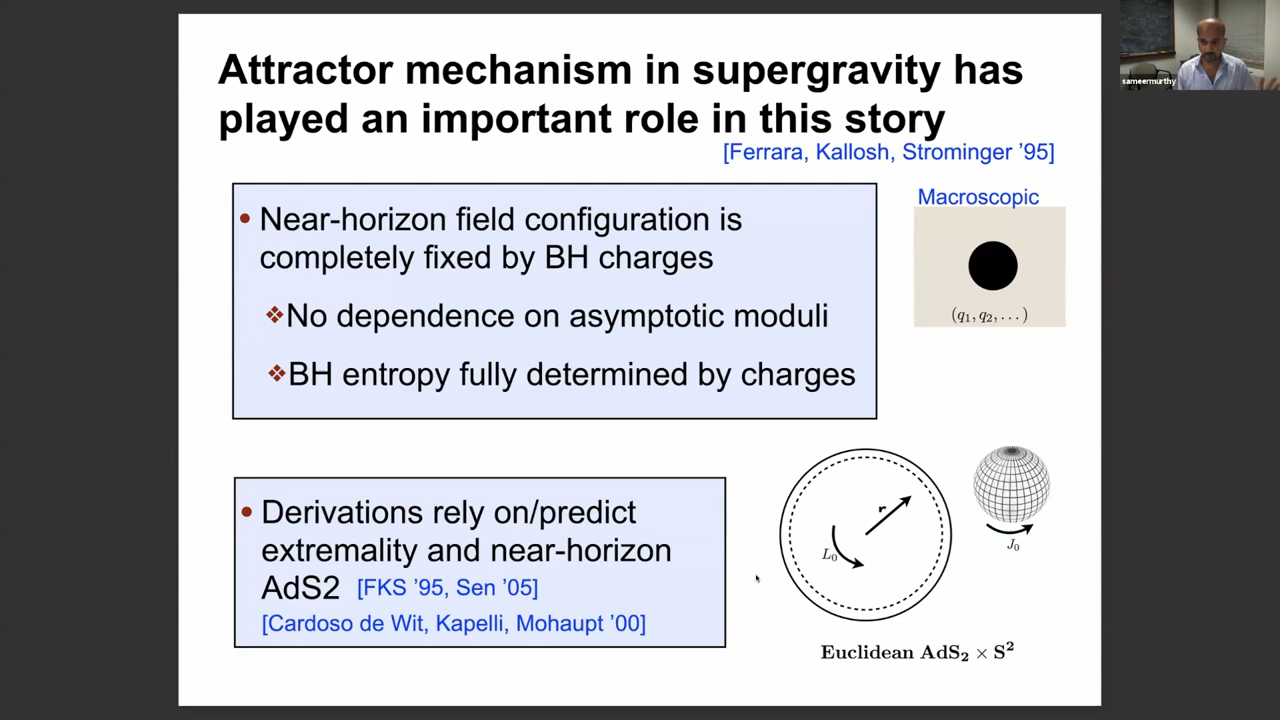 Attractor mechanism in supergravity has
played an important role in this story
[Ferrara, Kallosh, Strominger ’95]
• Near-horizon field configuration is
completely fixed by BH charges
❖No dependence on asymptotic moduli
❖BH entropy fully determined by charges
Macroscopic
(q₁, q₂, . . . )
• Derivations rely on/predict
extremality and near-horizon
AdS2 [FKS ’95, Sen ’05]
[Cardoso de Wit, Kapelli, Mohaupt ’00]
r
L₀
J₀
Euclidean AdS₂ × S²
sameermurthy